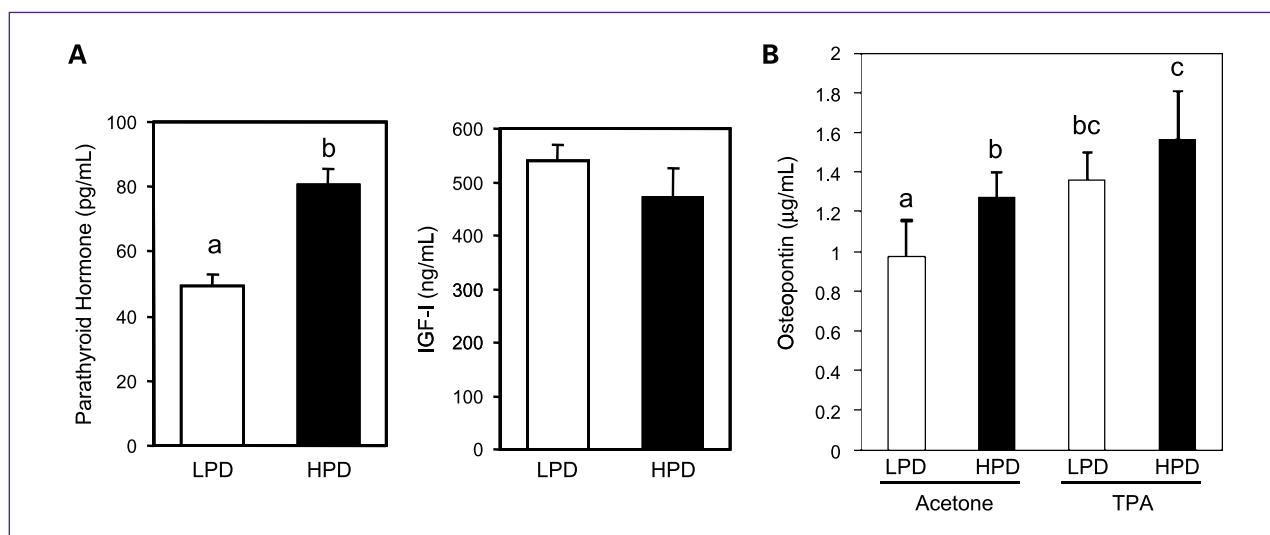 A
Parathyroid Hormone (pg/mL)
100
80
60
40
20
0
a
b
LPD
HPD
IGF-I (ng/mL)
600
500
400
300
200
100
0
LPD
HPD
B
Osteopontin (µg/mL)
2
1.8
1.6
1.4
1.2
1
0.8
0.6
0.4
0.2
0
a
b
bc
c
LPD HPD LPD HPD
Acetone TPA